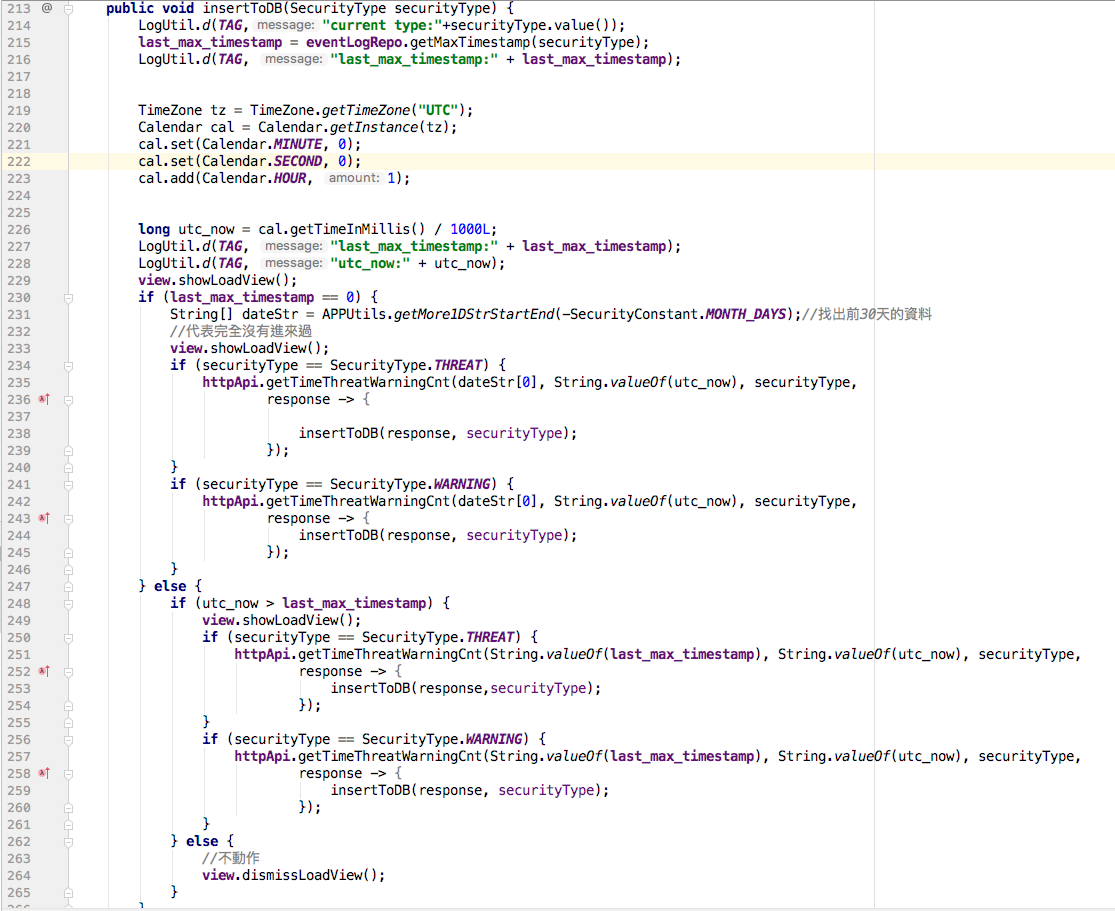 213 @ public void insertToDB(SecurityType securityType) {
214 LogUtil.d(TAG, message: "current type:"+securityType.value());
215 last_max_timestamp = eventLogRepo.getMaxTimestamp(securityType);
216 LogUtil.d(TAG, message: "last_max_timestamp:" + last_max_timestamp);
217
218
219 TimeZone tz = TimeZone.getTimeZone("UTC");
220 Calendar cal = Calendar.getInstance(tz);
221 cal.set(Calendar.MINUTE, 0);
222 cal.set(Calendar.SECOND, 0);
223 cal.add(Calendar.HOUR, amount: 1);
224
225
226 long utc_now = cal.getTimeInMillis() / 1000L;
227 LogUtil.d(TAG, message: "last_max_timestamp:" + last_max_timestamp);
228 LogUtil.d(TAG, message: "utc_now:" + utc_now);
229 view.showLoadView();
230 if (last_max_timestamp == 0) {
231 String[] dateStr = APPUtils.getMore1DStrStartEnd(-SecurityConstant.MONTH_DAYS);//找出前30天的資料
232 //代表完全沒有進來過
233 view.showLoadView();
234 if (securityType == SecurityType.THREAT) {
235 httpApi.getTimeThreatWarningCnt(dateStr[0], String.valueOf(utc_now), securityType,
236 response -> {
237
238 insertToDB(response, securityType);
239 });
240 }
241 if (securityType == SecurityType.WARNING) {
242 httpApi.getTimeThreatWarningCnt(dateStr[0], String.valueOf(utc_now), securityType,
243 response -> {
244 insertToDB(response, securityType);
245 });
246 }
247 } else {
248 if (utc_now > last_max_timestamp) {
249 view.showLoadView();
250 if (securityType == SecurityType.THREAT) {
251 httpApi.getTimeThreatWarningCnt(String.valueOf(last_max_timestamp), String.valueOf(utc_now), securityType,
252 response -> {
253 insertToDB(response,securityType);
254 });
255 }
256 if (securityType == SecurityType.WARNING) {
257 httpApi.getTimeThreatWarningCnt(String.valueOf(last_max_timestamp), String.valueOf(utc_now), securityType,
258 response -> {
259 insertToDB(response, securityType);
260 });
261 }
262 } else {
263 //不動作
264 view.dismissLoadView();
265 }